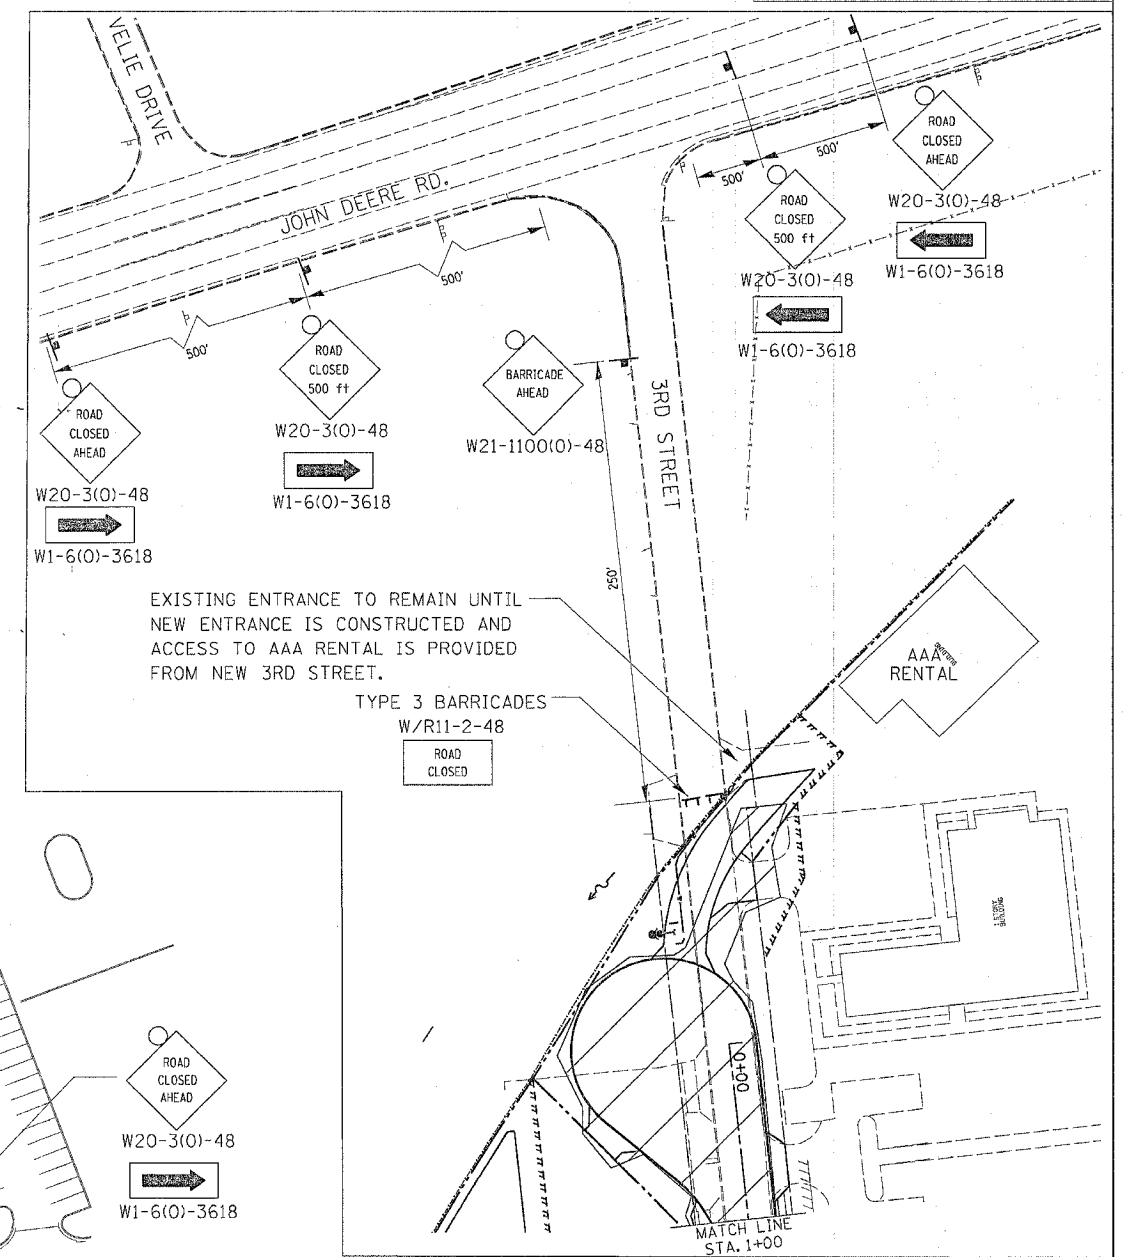 VELIE DRIVE
JOHN DEERE RD.
500'
500'
ROAD
CLOSED
AHEAD
W20-3(O)-48
W1-6(O)-3618
ROAD
CLOSED
500 ft
W20-3(O)-48
W1-6(O)-3618
500'
500'
ROAD
CLOSED
AHEAD
W20-3(O)-48
W1-6(O)-3618
ROAD
CLOSED
500 ft
W20-3(O)-48
W1-6(O)-3618
BARRICADE
AHEAD
W21-1100(O)-48
3RD STREET
250'
EXISTING ENTRANCE TO REMAIN UNTIL
NEW ENTRANCE IS CONSTRUCTED AND
ACCESS TO AAA RENTAL IS PROVIDED
FROM NEW 3RD STREET.
TYPE 3 BARRICADES
W/R11-2-48
ROAD
CLOSED
AAA
RENTAL
1 STORY
BUILDING
0+00
ROAD
CLOSED
AHEAD
W20-3(O)-48
W1-6(O)-3618
MATCH LINE
STA. 1+00